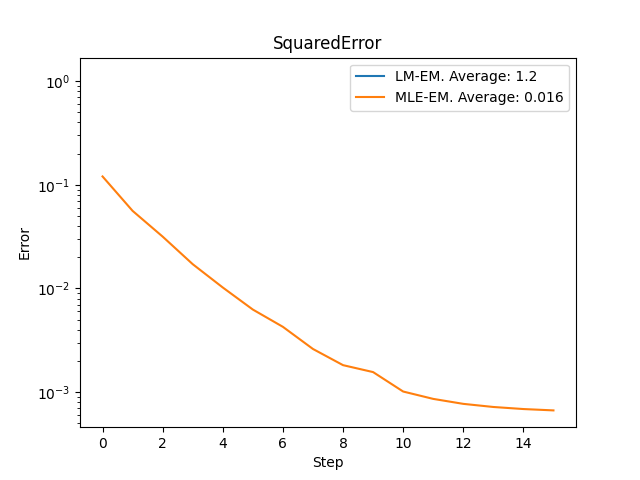 SquaredError
LM-EM. Average: 1.2
MLE-EM. Average: 0.016
10⁰
10⁻¹
10⁻²
10⁻³
Error
0 2 4 6 8 10 12 14
Step